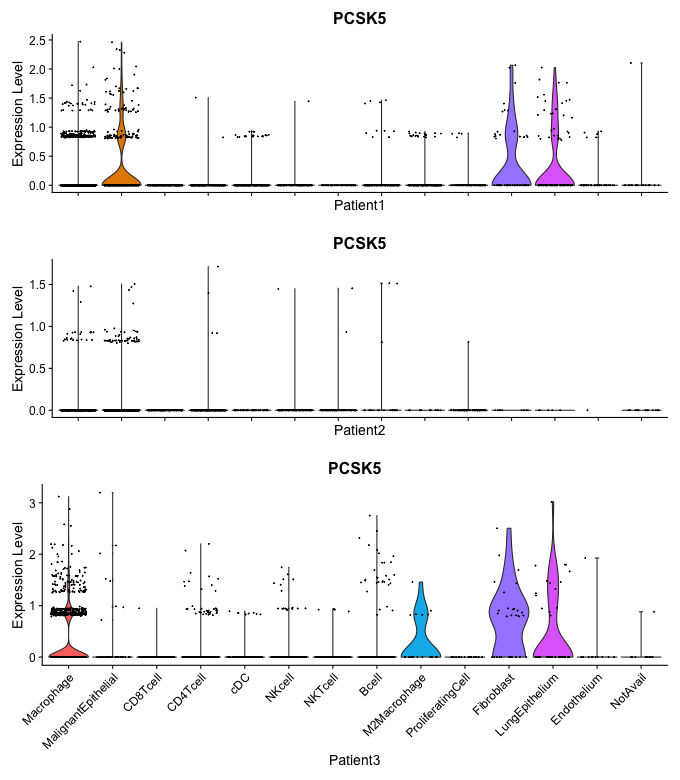 PCSK5
Expression Level
2.5
2.0
1.5
1.0
0.5
0.0
Patient1
PCSK5
Expression Level
1.5
1.0
0.5
0.0
Patient2
PCSK5
Expression Level
3
2
1
0
Macrophage
MalignantEpithelial
CD8Tcell
CD4Tcell
cDC
NKcell
NKTcell
Bcell
M2Macrophage
ProliferatingCell
Fibroblast
LungEpithelium
Endothelium
NotAvail
Patient3